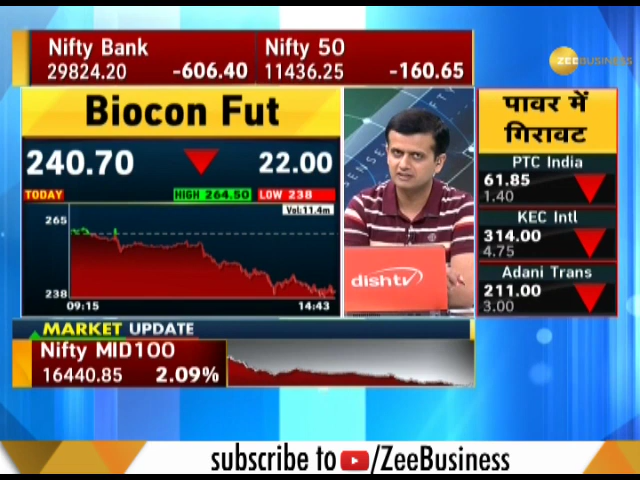 Nifty Bank
29824.20 -606.40
Nifty 50
11436.25 -160.65
ZEEBUSINESS
Biocon Fut
240.70 22.00
TODAY HIGH 264.50 LOW 238
Vol:11.4m
265
238
09:15 14:43
dishtv
पावर में
गिरावट
PTC India
61.85
1.40
KEC Intl
314.00
4.75
Adani Trans
211.00
3.00
MARKET UPDATE
Nifty MID100
16440.85 2.09%
subscribe to /ZeeBusiness